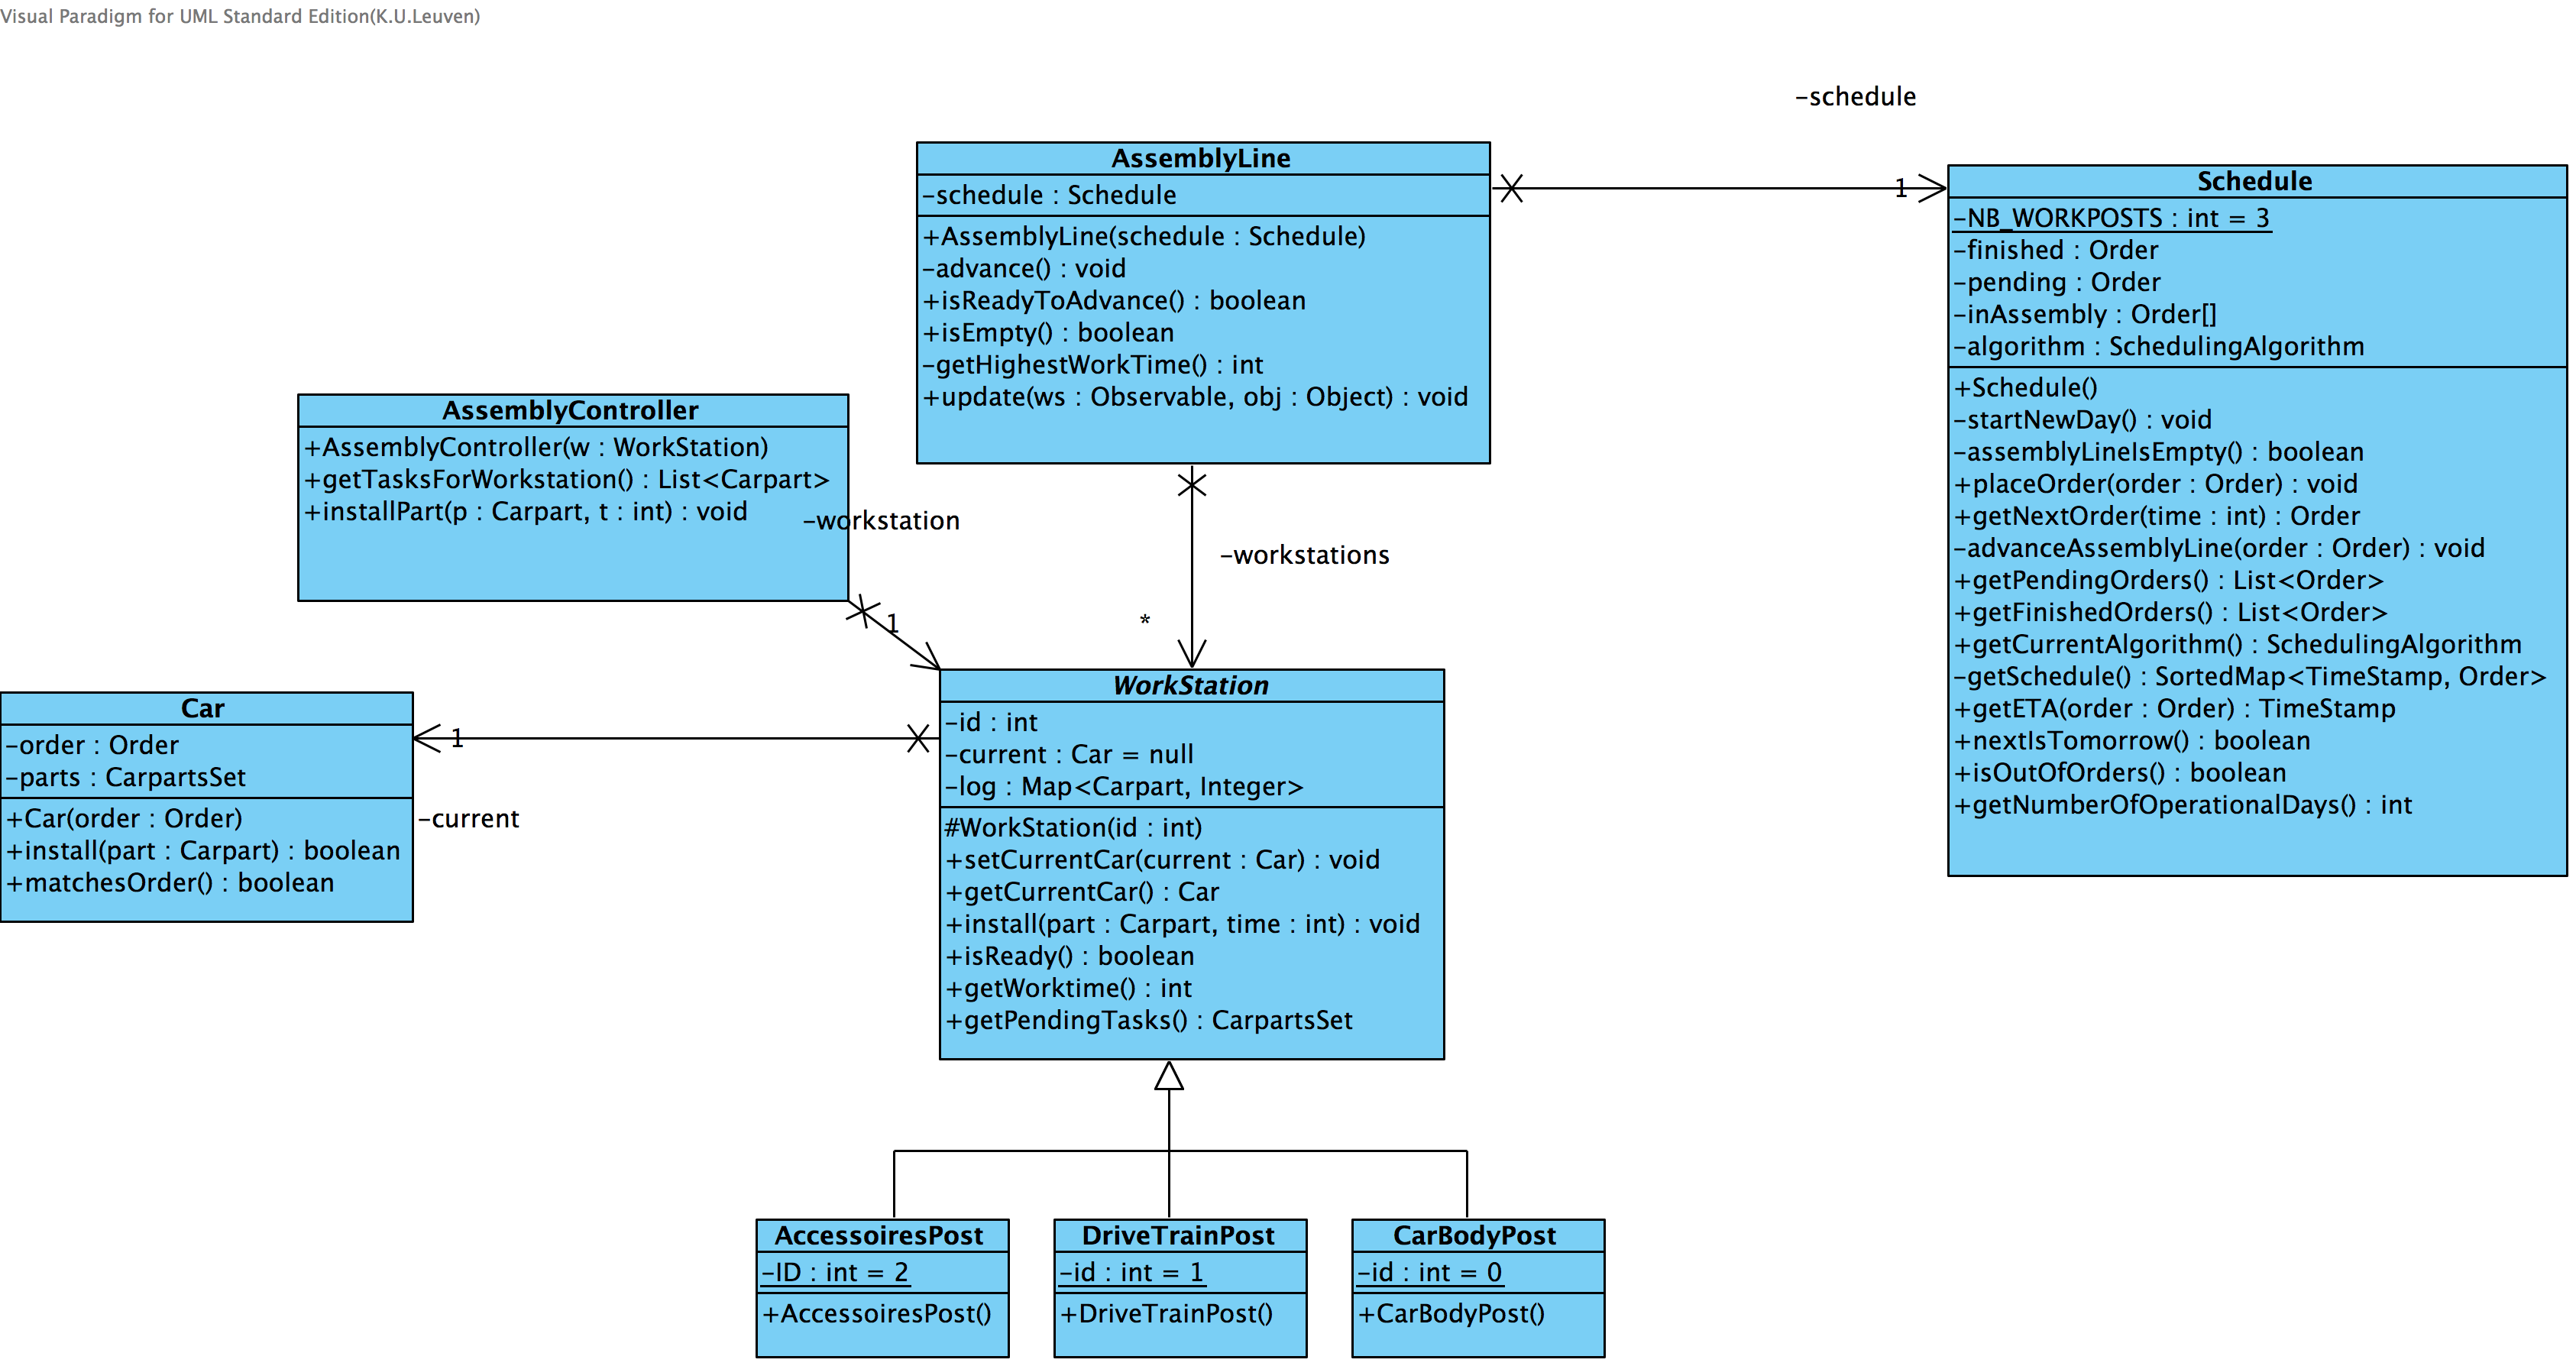 Visual Paradigm for UML Standard Edition(K.U.Leuven)
-schedule
AssemblyLine
-schedule : Schedule
+AssemblyLine(schedule : Schedule)
-advance() : void
+isReadyToAdvance() : boolean
+isEmpty() : boolean
-getHighestWorkTime() : int
+update(ws : Observable, obj : Object) : void
1
Schedule
-NB_WORKPOSTS : int = 3
-finished : Order
-pending : Order
-inAssembly : Order[]
-algorithm : SchedulingAlgorithm
+Schedule()
-startNewDay() : void
-assemblyLineIsEmpty() : boolean
+placeOrder(order : Order) : void
+getNextOrder(time : int) : Order
-advanceAssemblyLine(order : Order) : void
+getPendingOrders() : List<Order>
+getFinishedOrders() : List<Order>
+getCurrentAlgorithm() : SchedulingAlgorithm
-getSchedule() : SortedMap<TimeStamp, Order>
+getETA(order : Order) : TimeStamp
+nextIsTomorrow() : boolean
+isOutOfOrders() : boolean
+getNumberOfOperationalDays() : int
AssemblyController
+AssemblyController(w : WorkStation)
+getTasksForWorkstation() : List<Carpart>
+installPart(p : Carpart, t : int) : void
-workstation
-workstations
1
*
Car
-order : Order
-parts : CarpartsSet
+Car(order : Order)
+install(part : Carpart) : boolean
+matchesOrder() : boolean
1
-current
WorkStation
-id : int
-current : Car = null
-log : Map<Carpart, Integer>
#WorkStation(id : int)
+setCurrentCar(current : Car) : void
+getCurrentCar() : Car
+install(part : Carpart, time : int) : void
+isReady() : boolean
+getWorktime() : int
+getPendingTasks() : CarpartsSet
AccessoiresPost
-ID : int = 2
+AccessoiresPost()
DriveTrainPost
-id : int = 1
+DriveTrainPost()
CarBodyPost
-id : int = 0
+CarBodyPost()